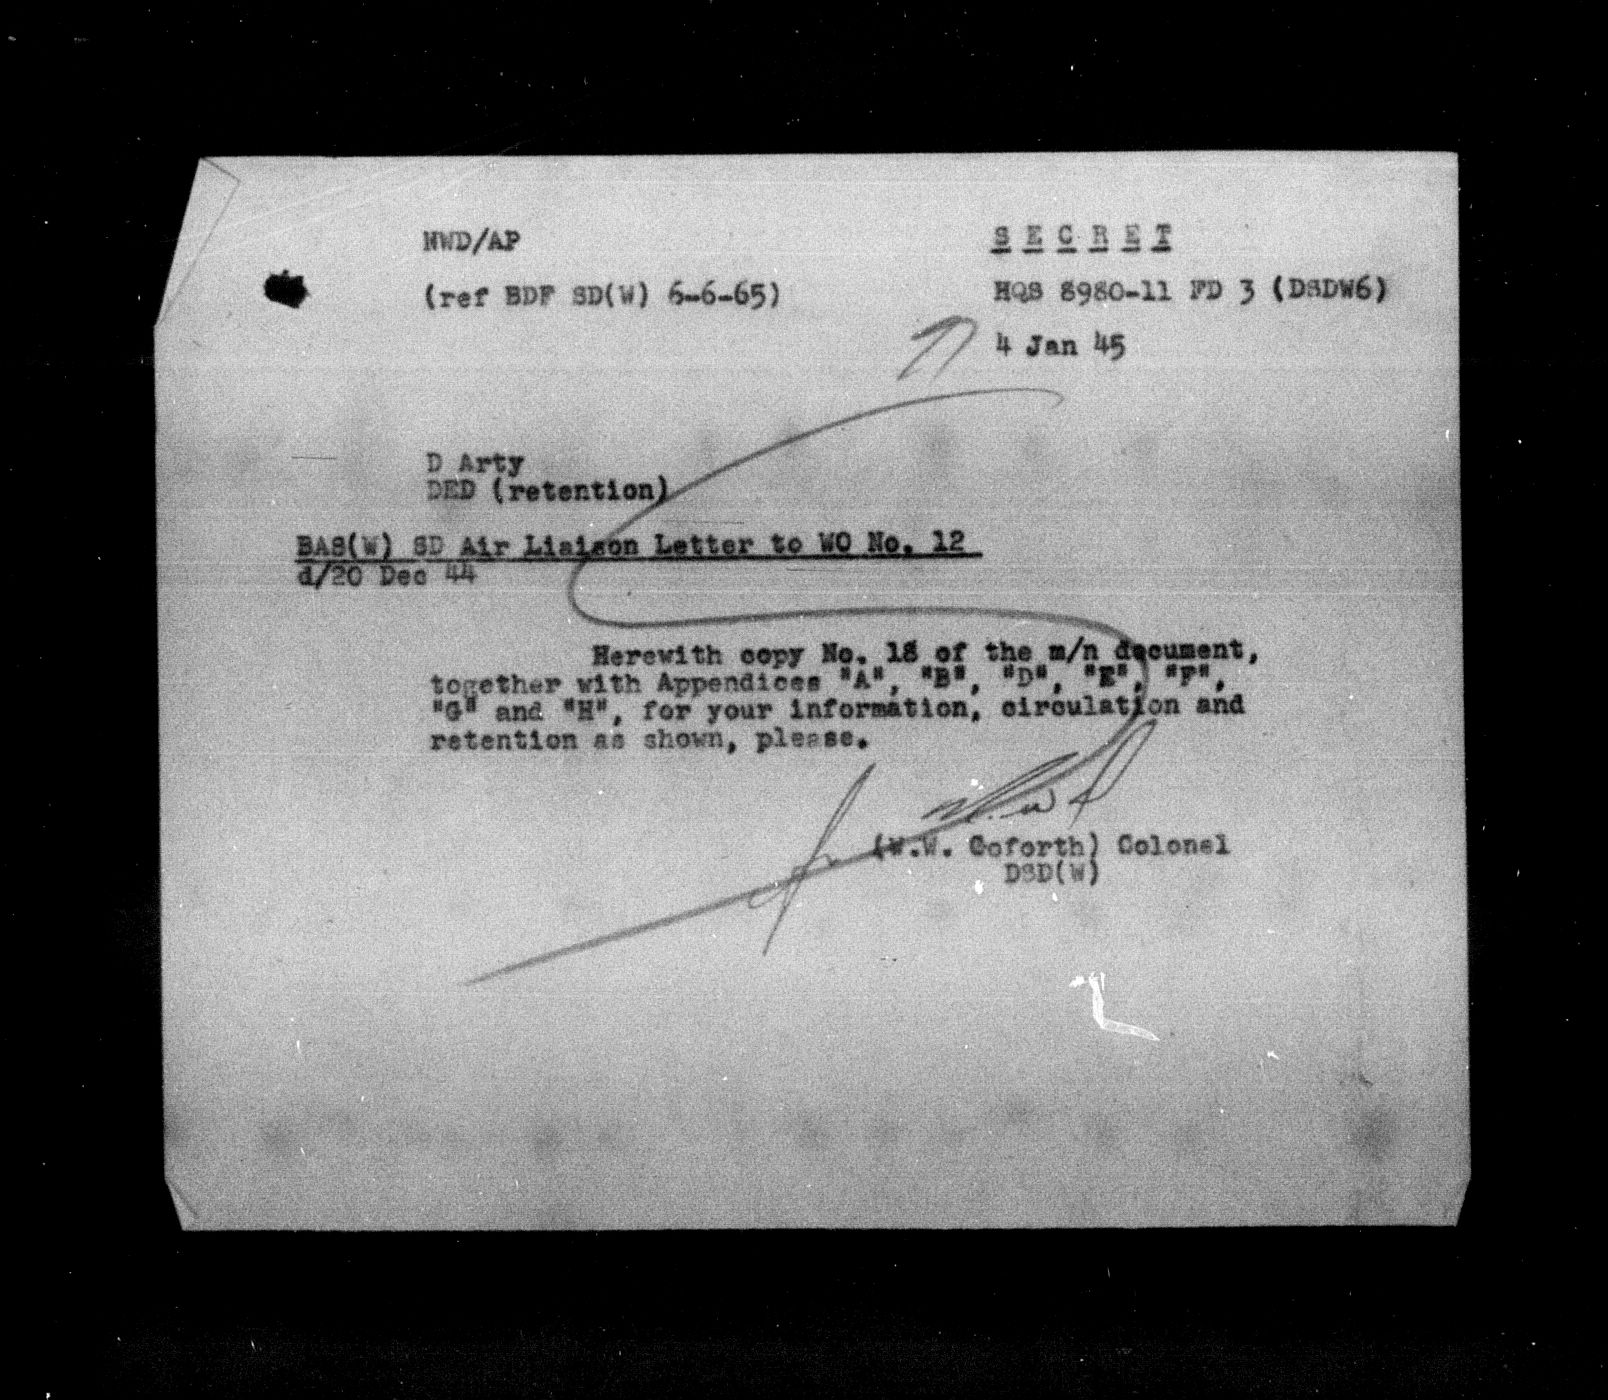 NWD/AP
SECRET
(ref BDF SD(W) 6-6-65)
HQS 8980-11 FD 3 (DSDW6)
4 Jan 45
D Arty
DED (retention)
BAS(W) SD Air Liaison Letter to WO No. 12
d/20 Dec 44
Herewith copy No. 18 of the m/n document,
together with Appendices "A", "B", "D", "E", "F",
"G" and "H", for your information, circulation and
retention as shown, please.
(W.W. Goforth) Colonel
DSD(W)